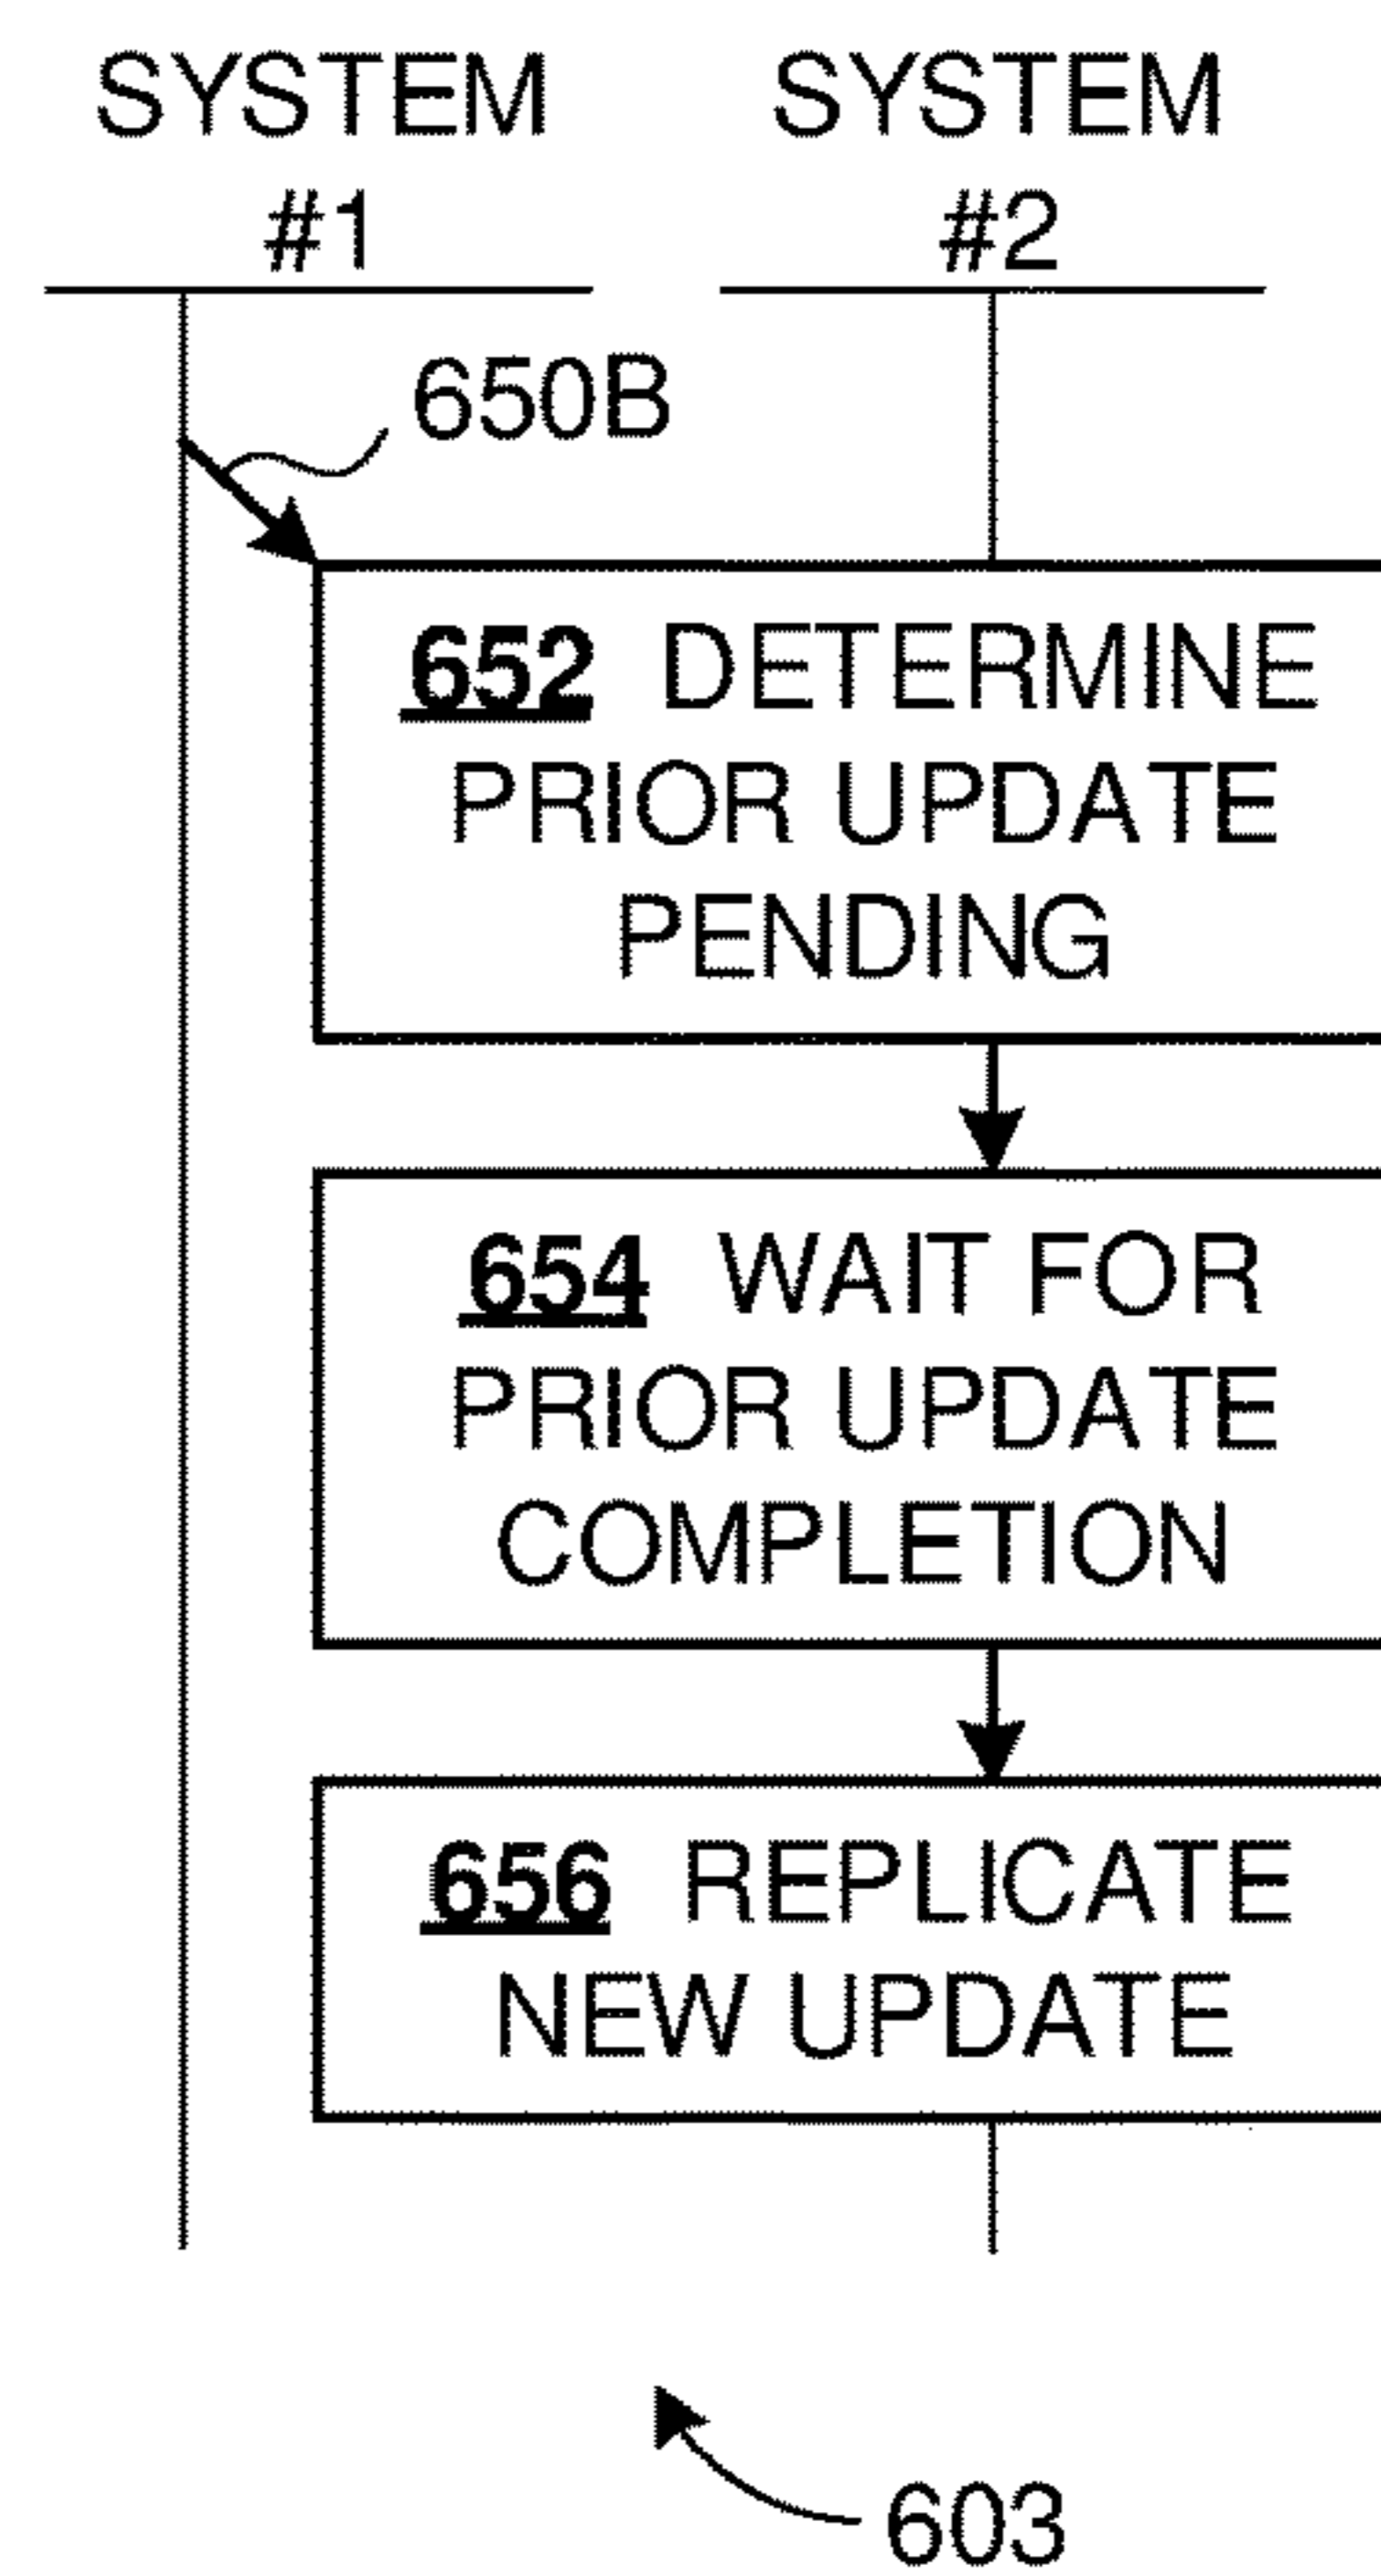 SYSTEM
#1
SYSTEM
#2
650B
652 DETERMINE
PRIOR UPDATE
PENDING
654 WAIT FOR
PRIOR UPDATE
COMPLETION
656 REPLICATE
NEW UPDATE
603